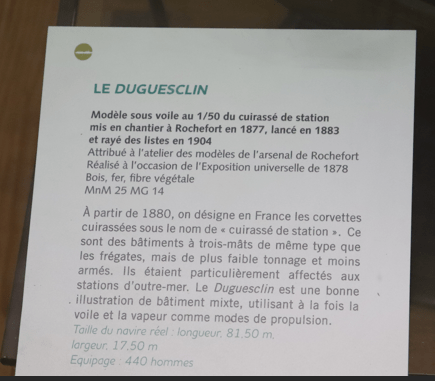 LE DUGUESCLIN
Modèle sous voile au 1/50 du cuirassé de station
mis en chantier à Rochefort en 1877, lancé en 1883
et rayé des listes en 1904
Attribué à l'atelier des modèles de l'arsenal de Rochefort
Réalisé à l'occasion de l'Exposition universelle de 1878
Bois, fer, fibre végétale
MnM 25 MG 14
À partir de 1880, on désigne en France les corvettes
cuirassées sous le nom de « cuirassé de station ». Ce
sont des bâtiments à trois-mâts de même type que
les frégates, mais de plus faible tonnage et moins
armés. Ils étaient particulièrement affectés aux
stations d'outre-mer. Le Duguesclin est une bonne
illustration de bâtiment mixte, utilisant à la fois la
voile et la vapeur comme modes de propulsion.
Taille du navire réel : longueur, 81,50 m,
largeur, 17,50 m
Equipage : 440 hommes